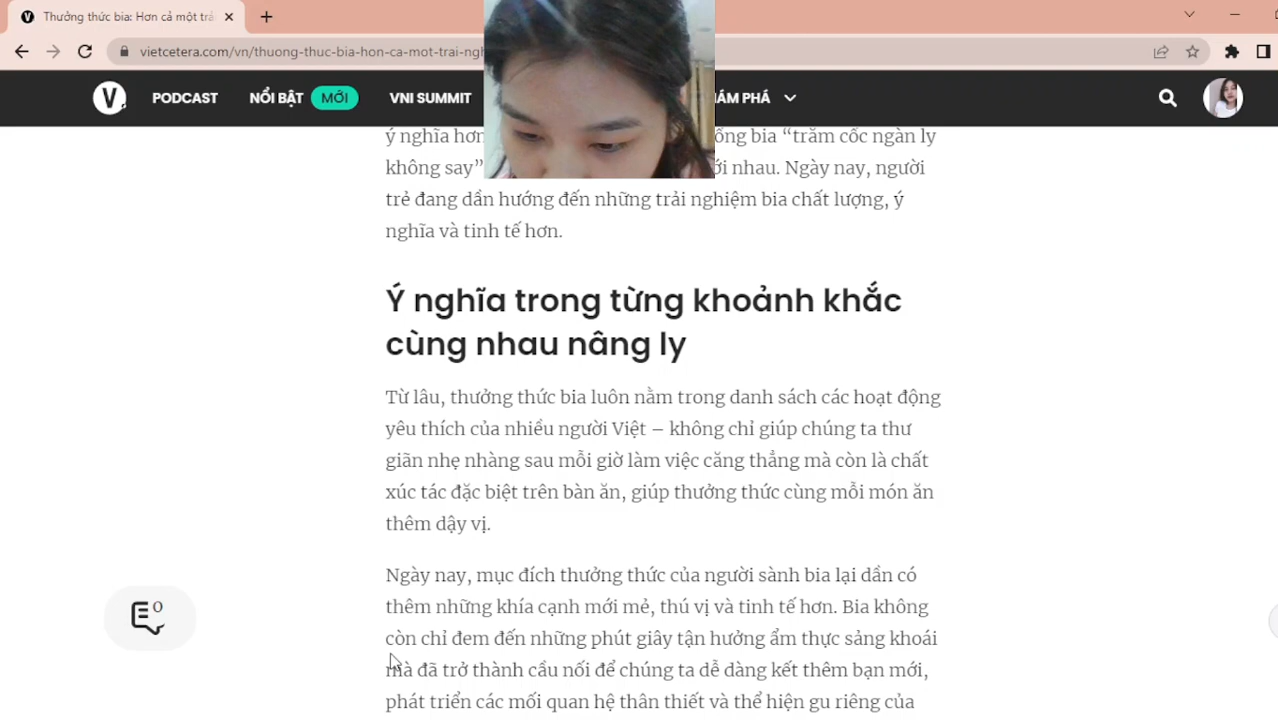 Thưởng thức bia: Hơn cả một trải
vietcetera.com/vn/thuong-thuc-bia-hon-ca-mot-trai-ngh
V.
PODCAST
NỔI BẬT
MỚI
VNI SUMMIT
ÁM PHÁ
ý nghĩa hơn bia “trăm cốc ngàn ly
không say” nhau. Ngày nay, người
trẻ đang dần hướng đến những trải nghiệm bia chất lượng, ý
nghĩa và tinh tế hơn.
Ý nghĩa trong từng khoảnh khắc
cùng nhau nâng ly
Từ lâu, thưởng thức bia luôn nằm trong danh sách các hoạt động
yêu thích của nhiều người Việt – không chỉ giúp chúng ta thư
giãn nhẹ nhàng sau mỗi giờ làm việc căng thẳng mà còn là chất
xúc tác đặc biệt trên bàn ăn, giúp thưởng thức cùng mỗi món ăn
thêm dậy vị.
Ngày nay, mục đích thưởng thức của người sành bia lại dần có
thêm những khía cạnh mới mẻ, thú vị và tinh tế hơn. Bia không
còn chỉ đem đến những phút giây tận hưởng ẩm thực sảng khoái
mà đã trở thành cầu nối để chúng ta dễ dàng kết thêm bạn mới,
phát triển các mối quan hệ thân thiết và thể hiện gu riêng của
0